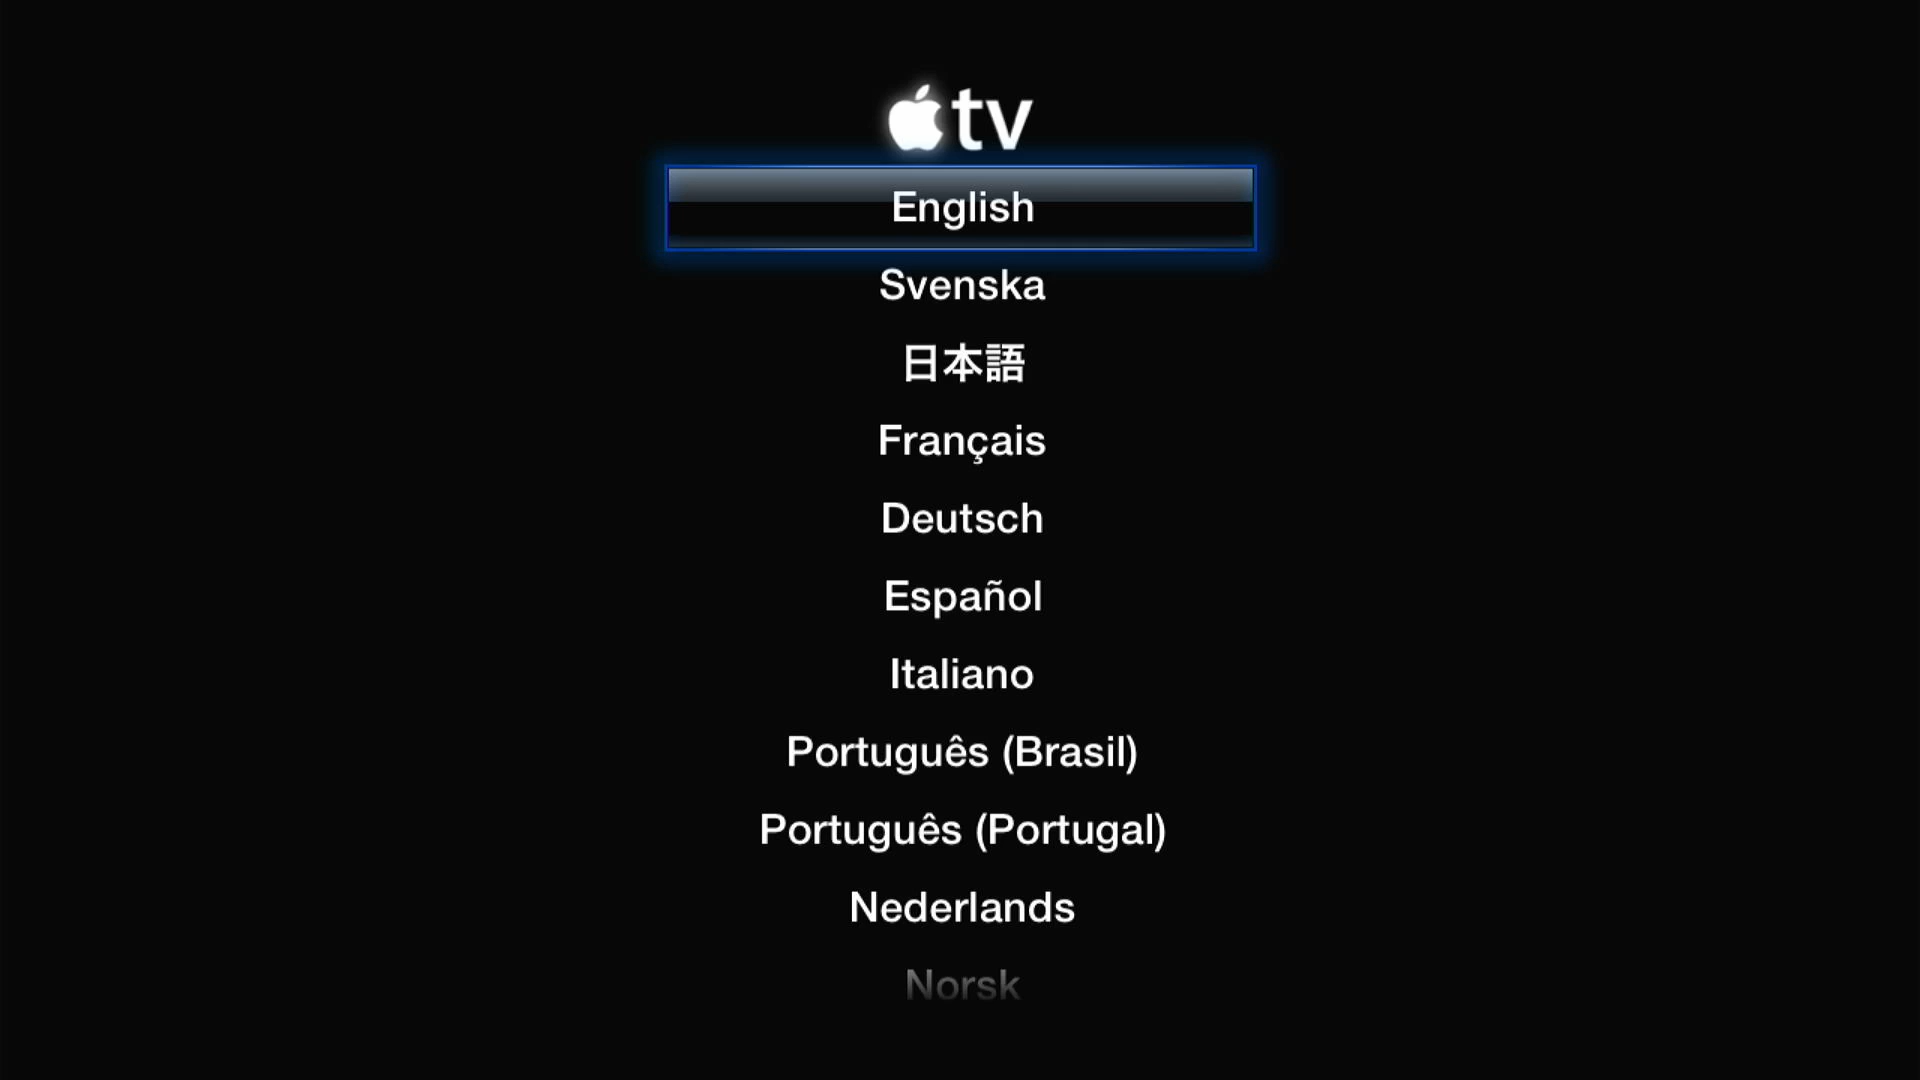 tv
English
Svenska
日本語
Français
Deutsch
Español
Italiano
Português (Brasil)
Português (Portugal)
Nederlands
Norsk